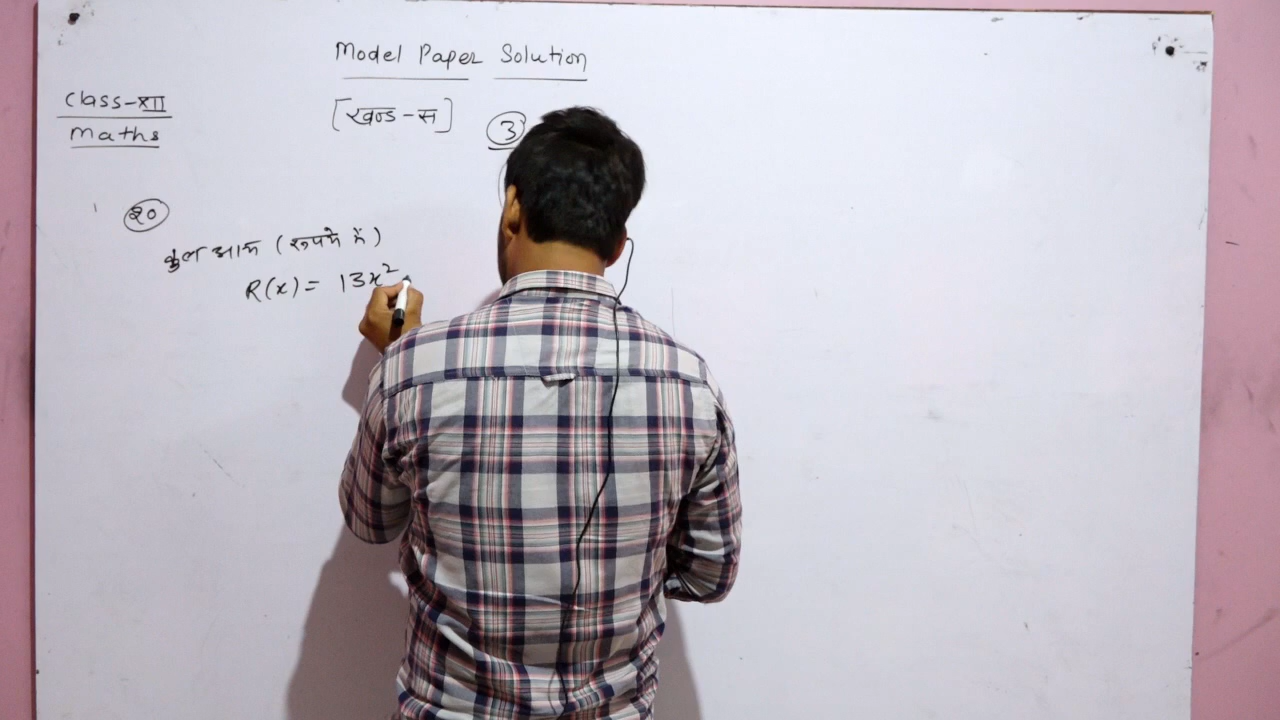 Model Paper Solution
Class-XII
Maths
[खण्ड-स]
3
20
कुल आय (रुपये में)
R(x) = 13x²